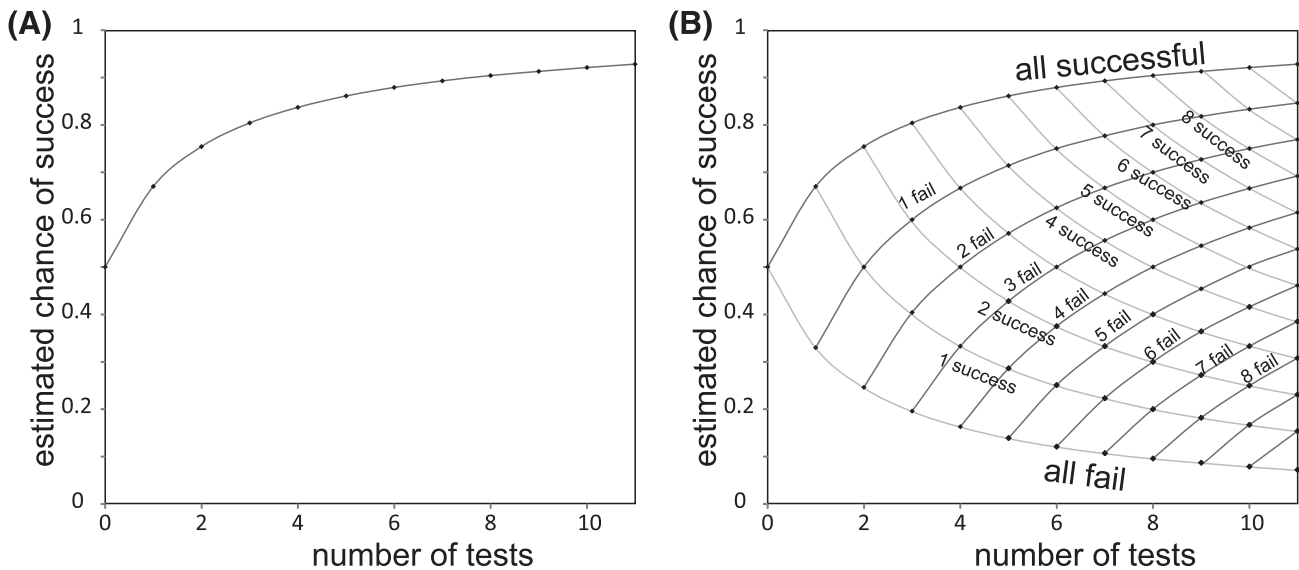 (A)
1
0.8
0.6
0.4
0.2
0
estimated chance of success
0 2 4 6 8 10
number of tests
(B)
1
0.8
0.6
0.4
0.2
0
estimated chance of success
all successful
8 success
7 success
6 success
5 success
4 success
2 success
1 success
1 fail
2 fail
3 fail
4 fail
5 fail
6 fail
7 fail
8 fail
all fail
0 2 4 6 8 10
number of tests